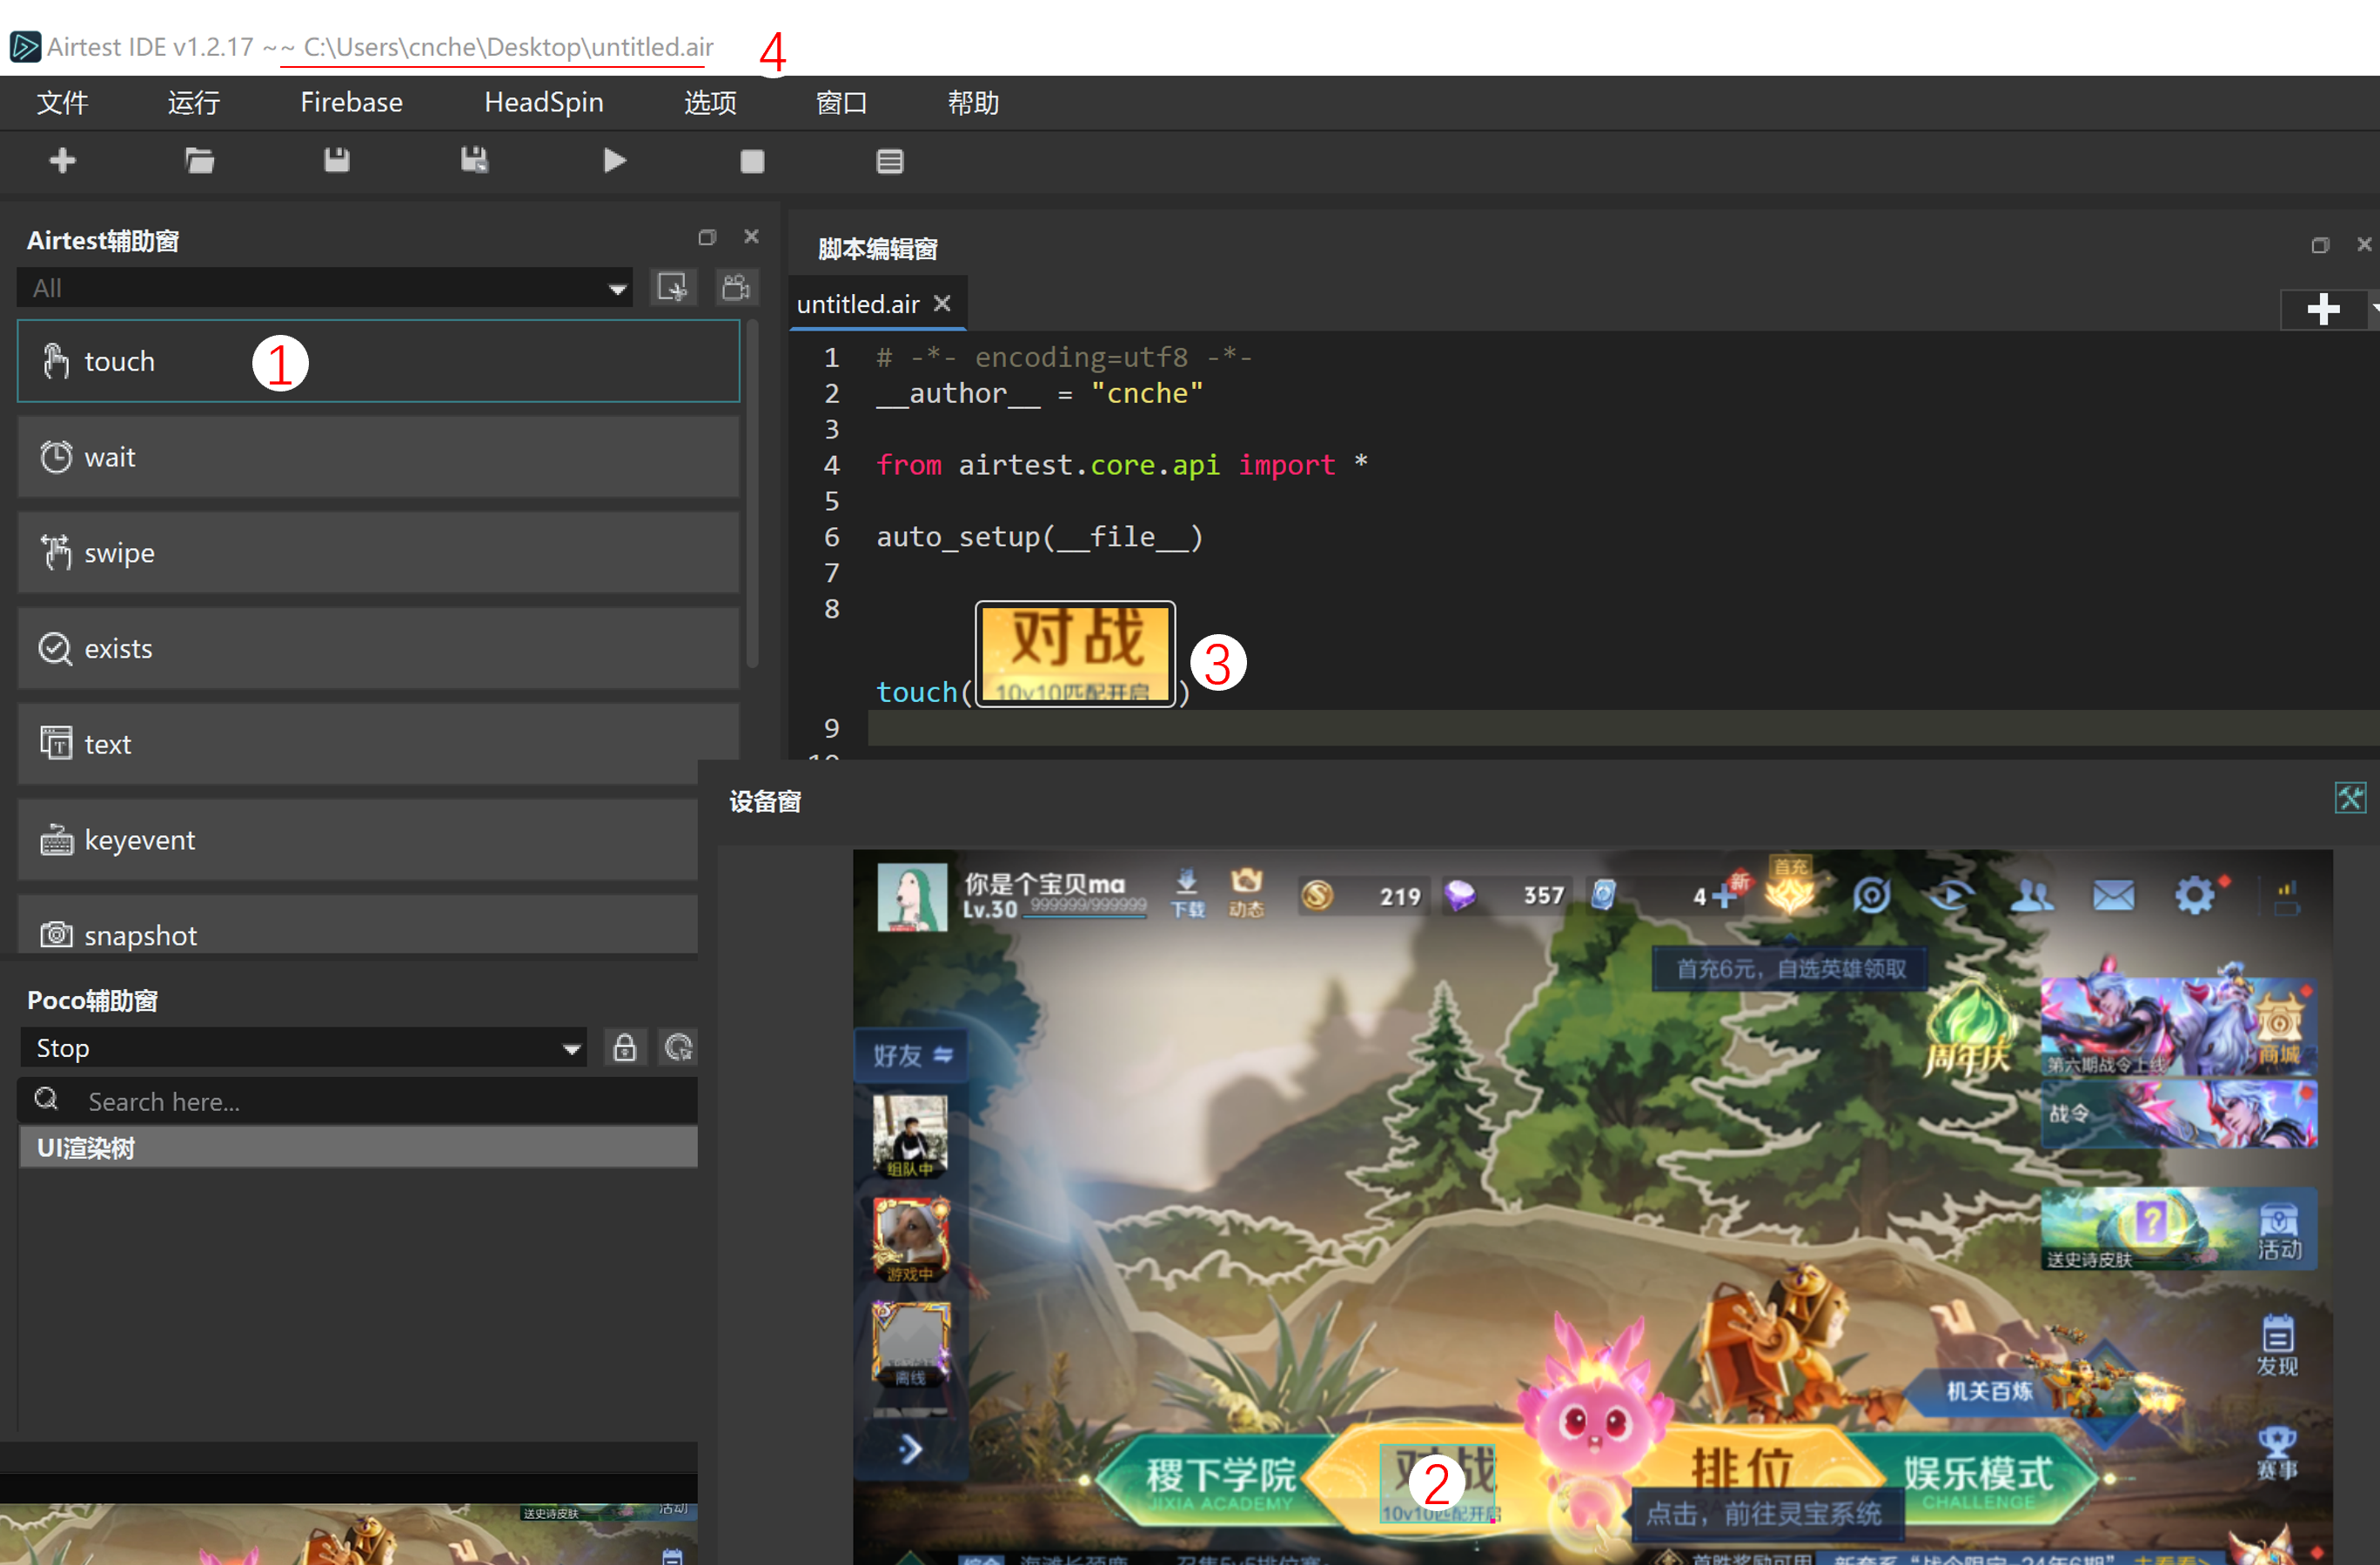 Airtest IDE v1.2.17 ~~ C:\Users\cnche\Desktop\untitled.air
4
文件 运行 Firebase HeadSpin 选项 窗口 帮助
Airtest辅助窗
All
touch
1
wait
swipe
exists
text
keyevent
snapshot
Poco辅助窗
Stop
Search here...
UI渲染树
脚本编辑窗
untitled.air
1 # -*- encoding=utf8 -*-
2 __author__ = "cnche"
3
4 from airtest.core.api import *
5
6 auto_setup(__file__)
7
8
对战
10v10匹配开启
touch( )
3
9
10
设备窗
你是个宝贝ma
Lv.30 999999/999999
下载 动态
219 357 4
新
首充
首充6元，自选英雄领取
好友
周年庆
第六期战令上线
商城
战令
组队中
游戏中
离线
送史诗皮肤
活动
发现
机关百炼
赛事
稷下学院
JIXIA ACADEMY
对战
2
10v10匹配开启
排位
娱乐模式
CHALLENGE
点击，前往灵宝系统
送史诗皮肤
活动